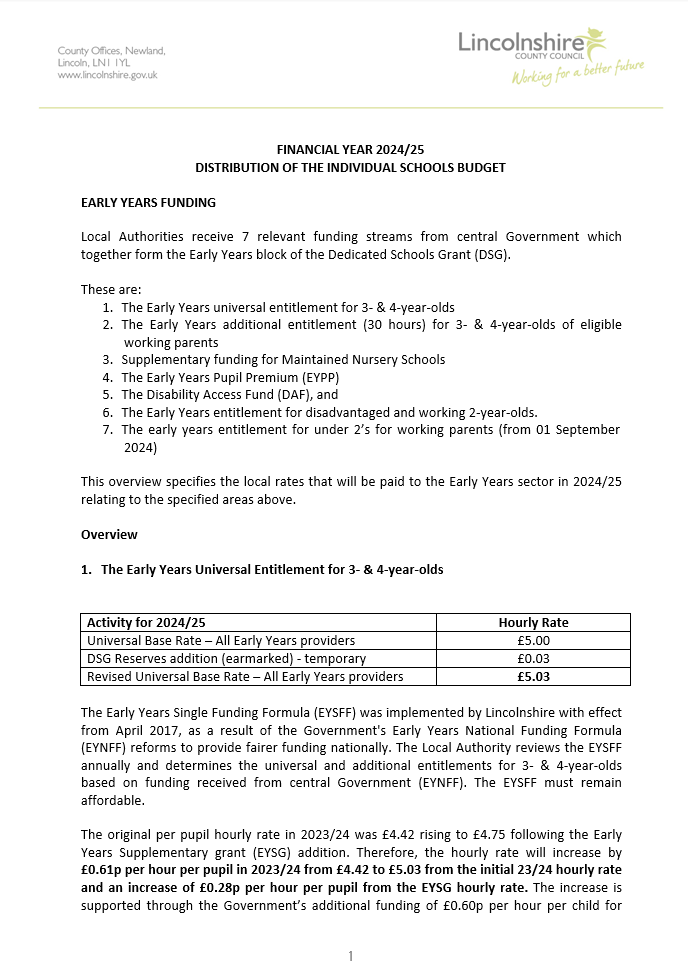 County Offices, Newland,
Lincoln, LN1 1YL
www.lincolnshire.gov.uk
Lincolnshire
COUNTY COUNCIL
Working for a better future
FINANCIAL YEAR 2024/25
DISTRIBUTION OF THE INDIVIDUAL SCHOOLS BUDGET
EARLY YEARS FUNDING
Local Authorities receive 7 relevant funding streams from central Government which
together form the Early Years block of the Dedicated Schools Grant (DSG).
These are:
1. The Early Years universal entitlement for 3- & 4-year-olds
2. The Early Years additional entitlement (30 hours) for 3- & 4-year-olds of eligible
working parents
3. Supplementary funding for Maintained Nursery Schools
4. The Early Years Pupil Premium (EYPP)
5. The Disability Access Fund (DAF), and
6. The Early Years entitlement for disadvantaged and working 2-year-olds.
7. The early years entitlement for under 2's for working parents (from 01 September
2024)
This overview specifies the local rates that will be paid to the Early Years sector in 2024/25
relating to the specified areas above.
Overview
1. The Early Years Universal Entitlement for 3- & 4-year-olds
Activity for 2024/25 Hourly Rate
Universal Base Rate – All Early Years providers £5.00
DSG Reserves addition (earmarked) - temporary £0.03
Revised Universal Base Rate – All Early Years providers £5.03
The Early Years Single Funding Formula (EYSFF) was implemented by Lincolnshire with effect
from April 2017, as a result of the Government's Early Years National Funding Formula
(EYNFF) reforms to provide fairer funding nationally. The Local Authority reviews the EYSFF
annually and determines the universal and additional entitlements for 3- & 4-year-olds
based on funding received from central Government (EYNFF). The EYSFF must remain
affordable.
The original per pupil hourly rate in 2023/24 was £4.42 rising to £4.75 following the Early
Years Supplementary grant (EYSG) addition. Therefore, the hourly rate will increase by
£0.61p per hour per pupil in 2023/24 from £4.42 to £5.03 from the initial 23/24 hourly rate
and an increase of £0.28p per hour per pupil from the EYSG hourly rate. The increase is
supported through the Government's additional funding of £0.60p per hour per child for
1